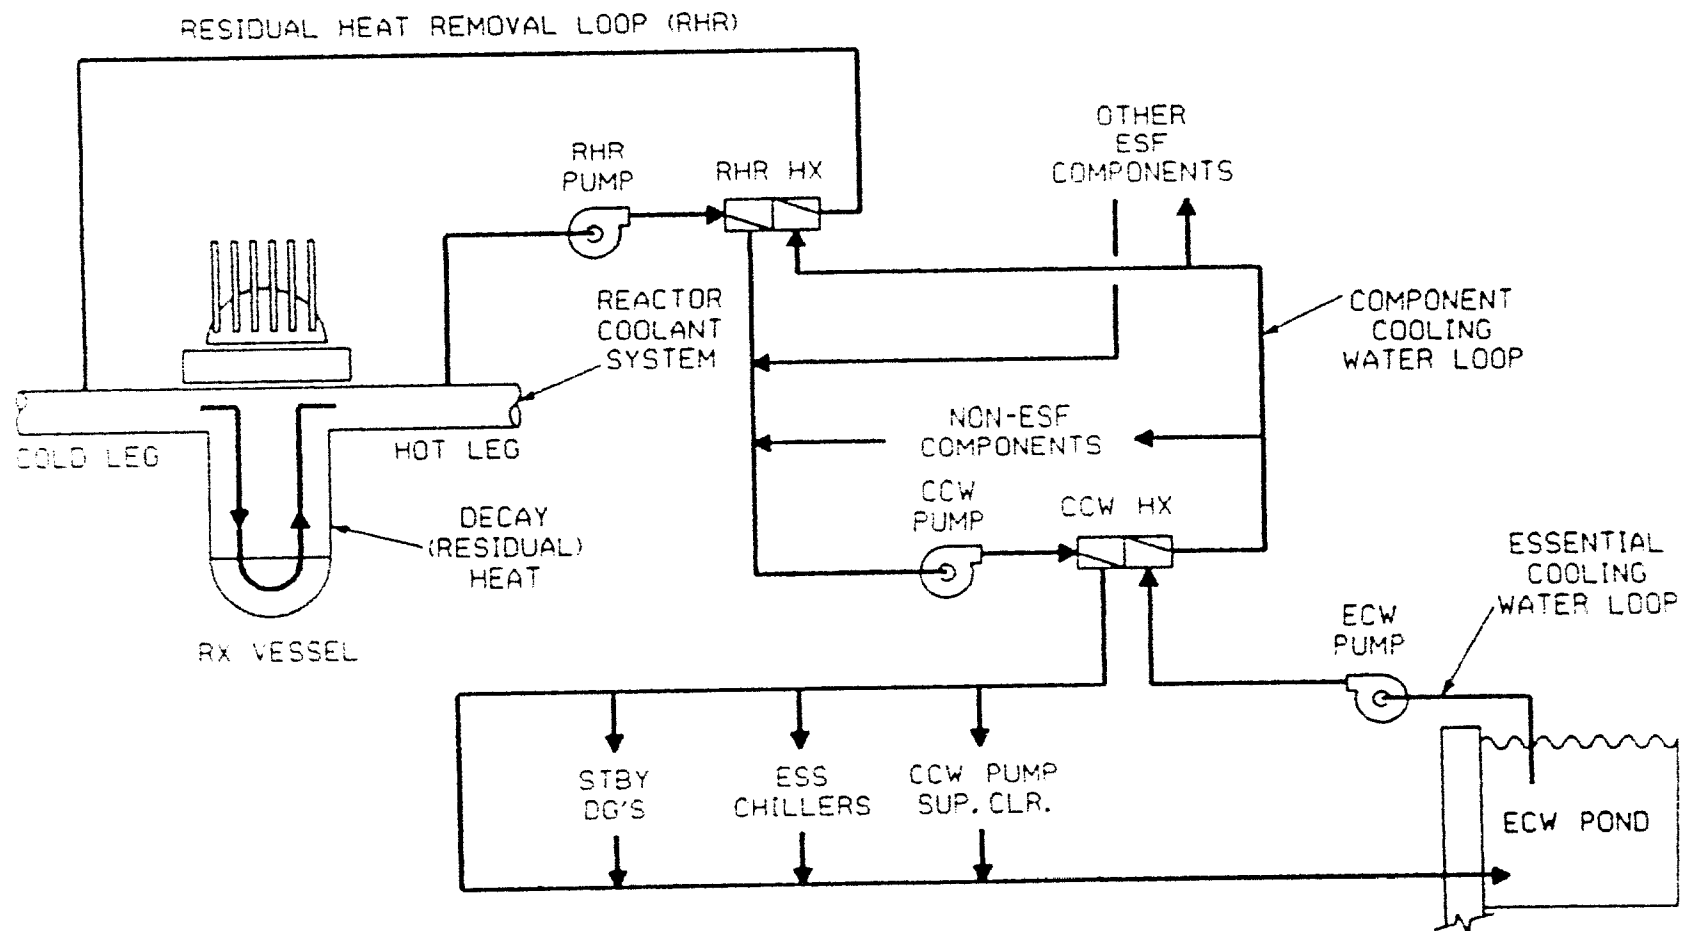 RESIDUAL HEAT REMOVAL LOOP (RHR)
OTHER
ESF
COMPONENTS
RHR
PUMP
RHR HX
REACTOR
COOLANT
SYSTEM
COMPONENT
COOLING
WATER LOOP
COLD LEG
HOT LEG
NON-ESF
COMPONENTS
CCW
PUMP
CCW HX
DECAY
(RESIDUAL)
HEAT
ESSENTIAL
COOLING
WATER LOOP
RX VESSEL
ECW
PUMP
STBY
DG'S
ESS
CHILLERS
CCW PUMP
SUP. CLR.
ECW POND